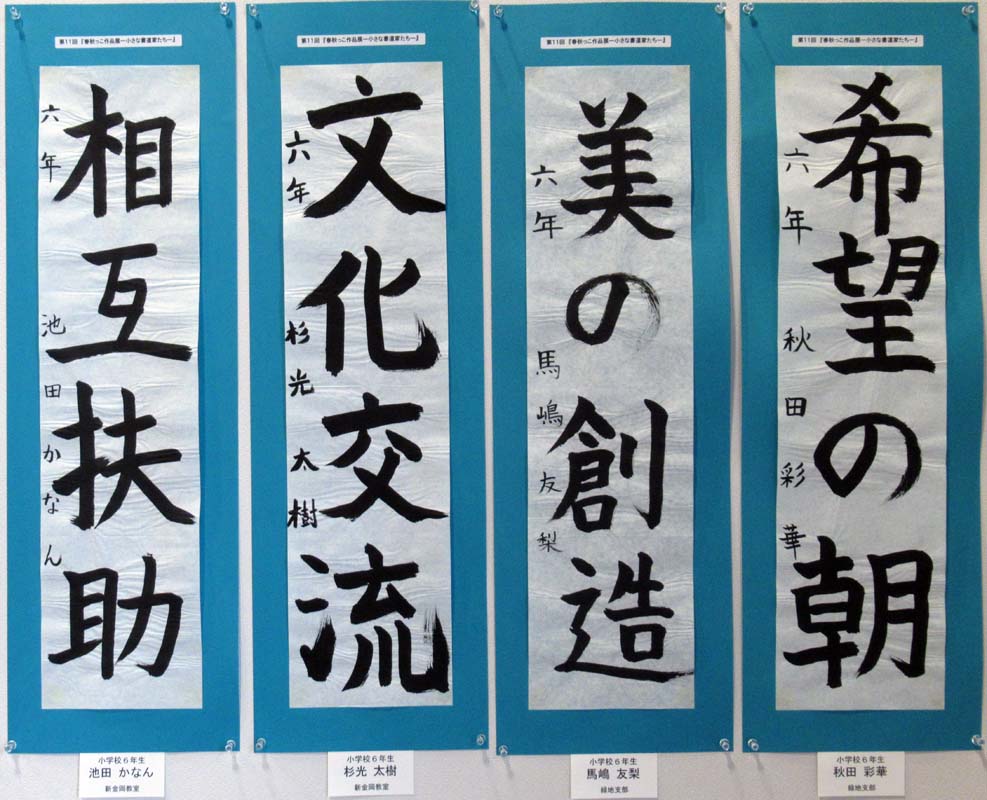 第11回『春秋っこ作品展ー小さな書道家たちー』
相互扶助
六年 池田かなん
小学校6年生
池田 かなん
新金岡教室
第11回『春秋っこ作品展ー小さな書道家たちー』
文化交流
六年 杉光太樹
小学校6年生
杉光 太樹
新金岡教室
第11回『春秋っこ作品展ー小さな書道家たちー』
美の創造
六年 馬嶋友梨
小学校6年生
馬嶋 友梨
緑地支部
第11回『春秋っこ作品展ー小さな書道家たちー』
希望の朝
六年 秋田彩華
小学校6年生
秋田 彩華
緑地支部